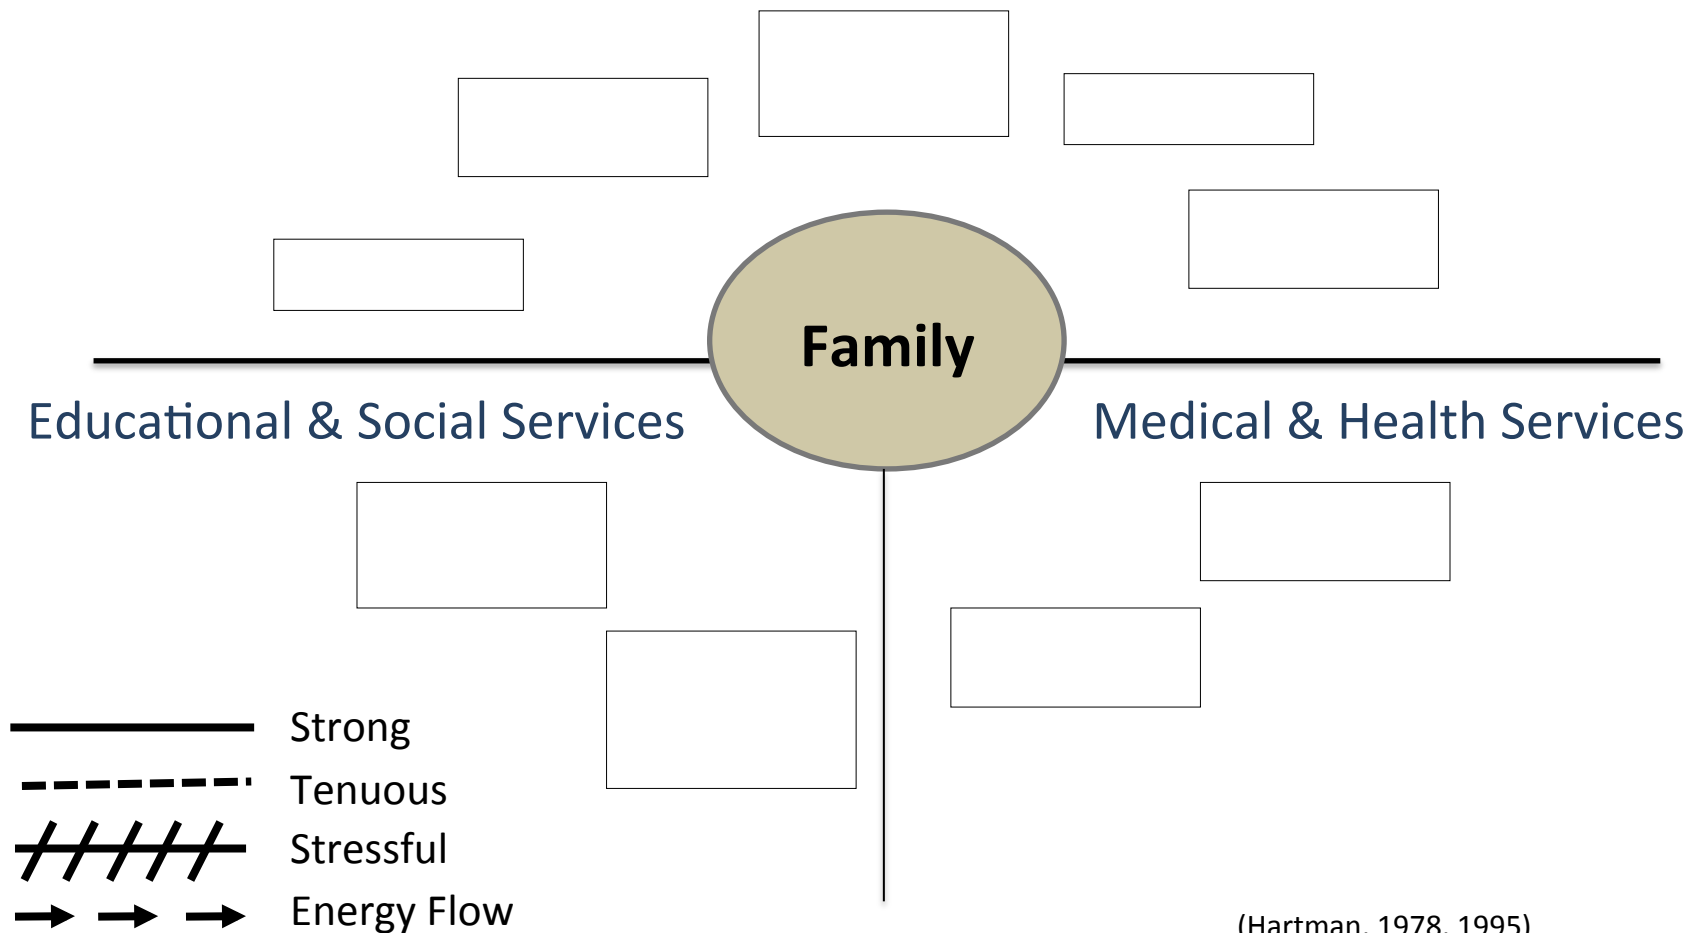 Family
Educational & Social Services
Medical & Health Services
Strong
Tenuous
Stressful
Energy Flow
(Hartman, 1978, 1995)